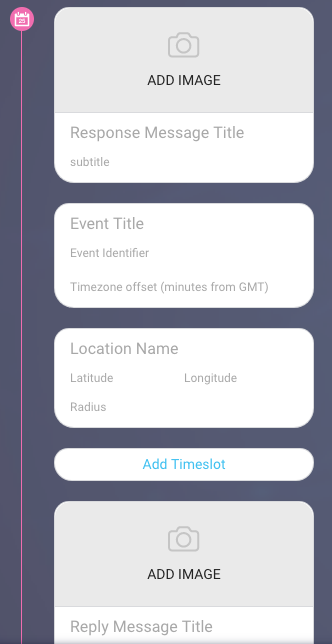 25
ADD IMAGE
Response Message Title
subtitle
Event Title
Event Identifier
Timezone offset (minutes from GMT)
Location Name
Latitude Longitude
Radius
Add Timeslot
ADD IMAGE
Reply Message Title